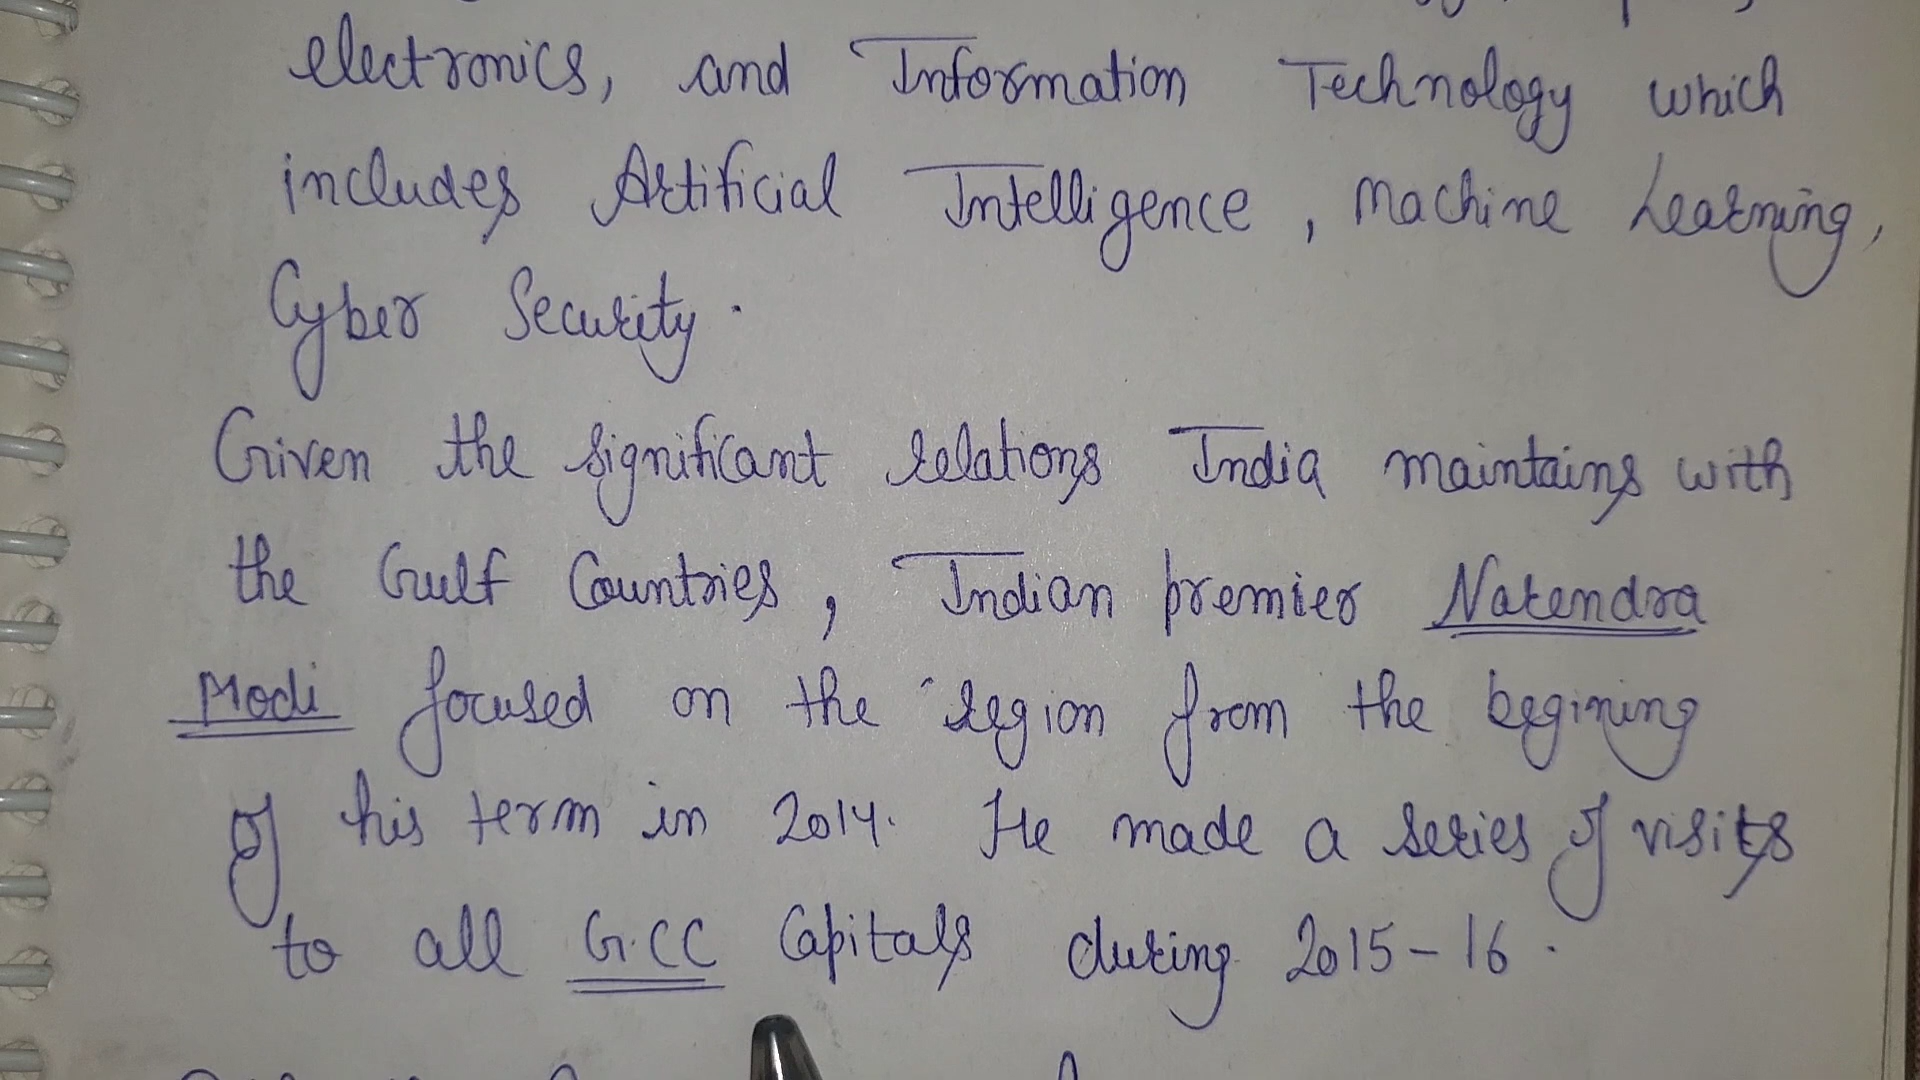 electronics, and Information Technology which
includes Artificial Intelligence, Machine Learning,
Cyber Security.
Given the significant relations India maintains with
the Gulf Countries, Indian premier Narendra
Modi focused on the region from the begining
of his term in 2014. He made a series of visits
to all GCC Capitals during 2015-16.